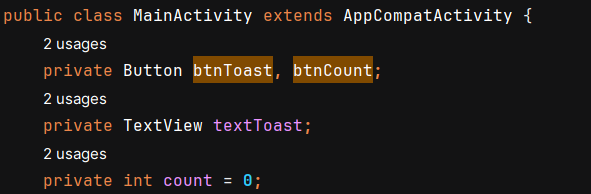 public class MainActivity extends AppCompatActivity {
2 usages
private Button btnToast, btnCount;
2 usages
private TextView textToast;
2 usages
private int count = 0;